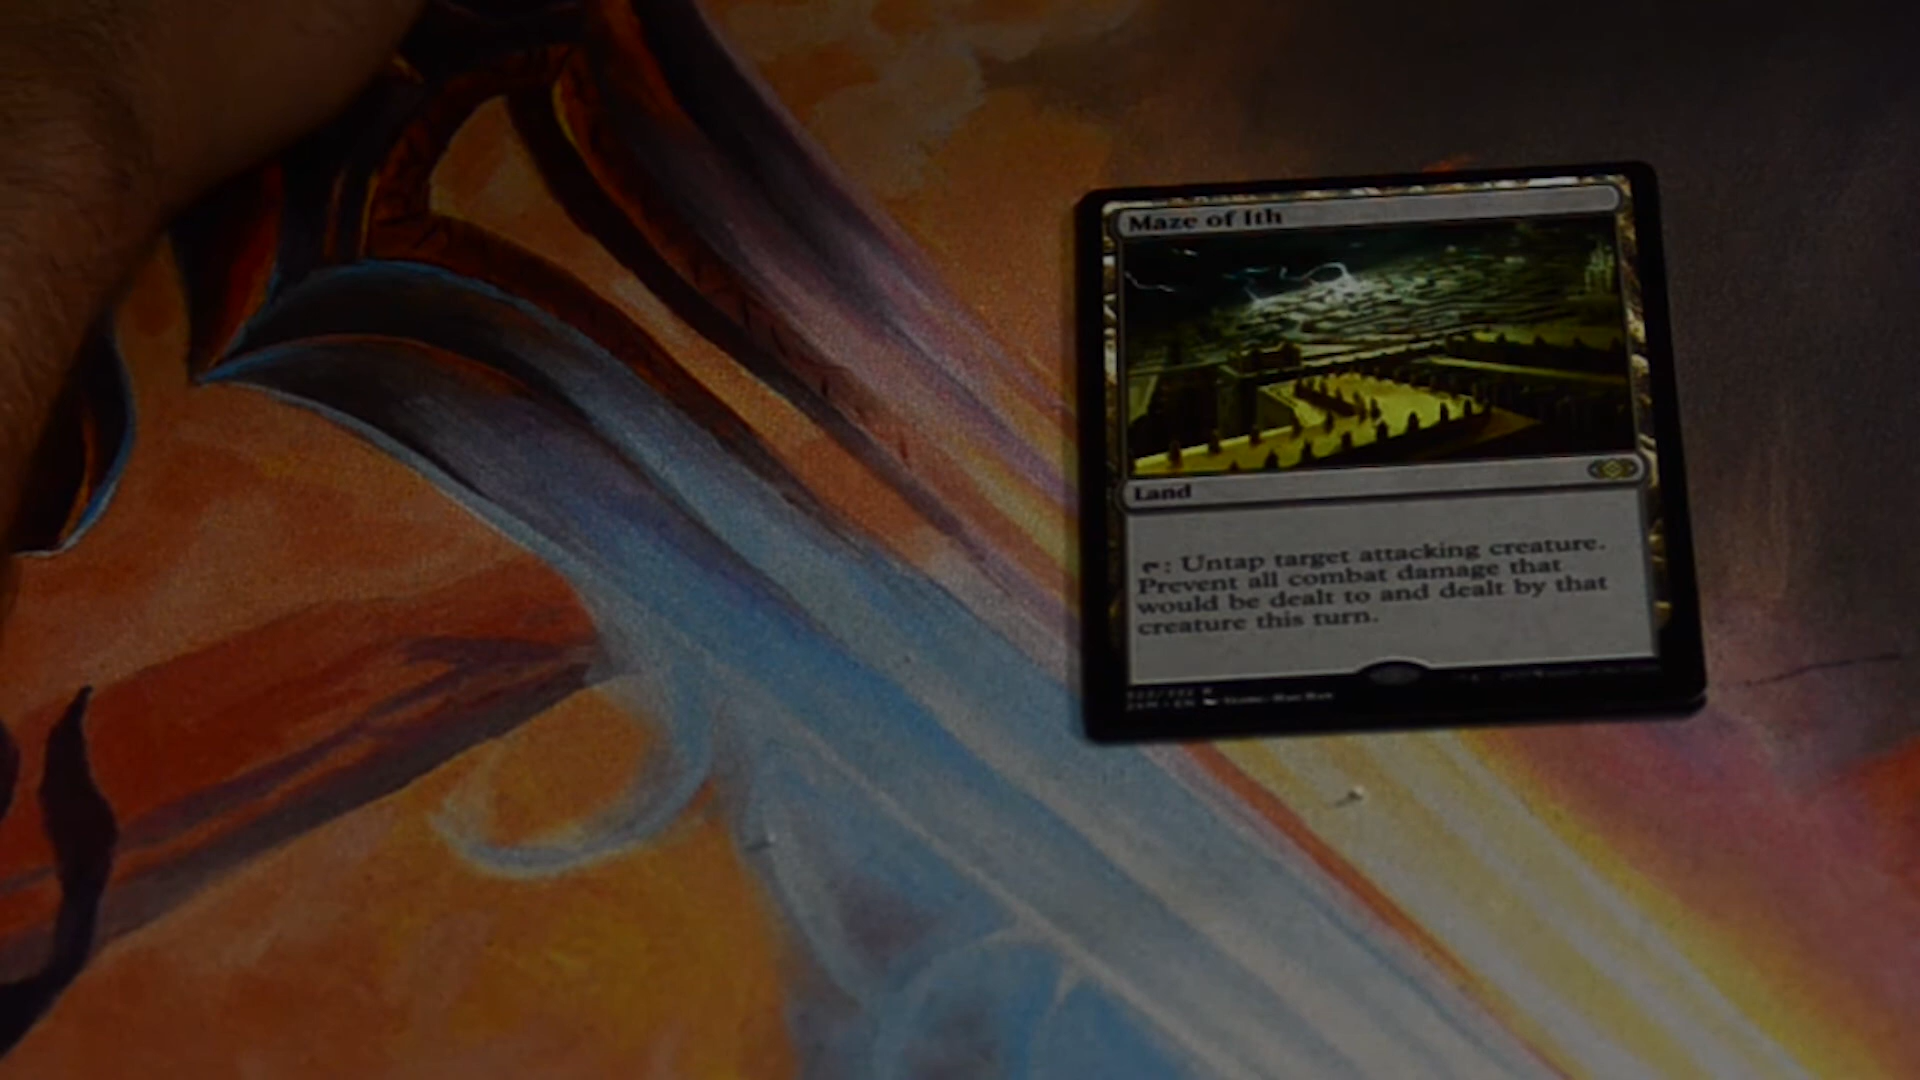 Maze of Ith
Land
: Untap target attacking creature.
Prevent all combat damage that
would be dealt to and dealt by that
creature this turn.